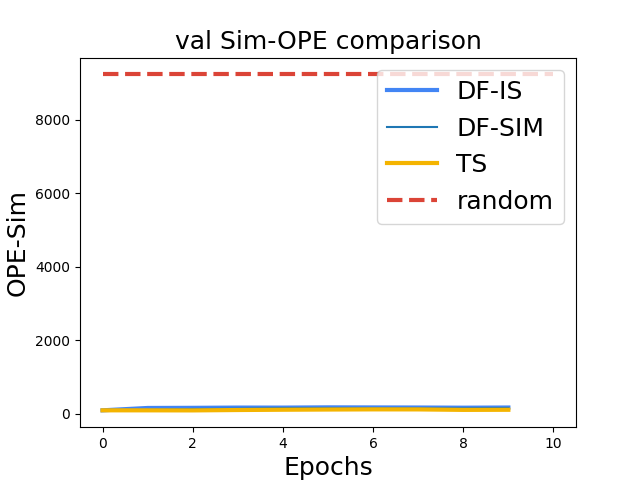 val Sim-OPE comparison
DF-IS
DF-SIM
TS
random
OPE-Sim
8000
6000
4000
2000
0
0 2 4 6 8 10
Epochs